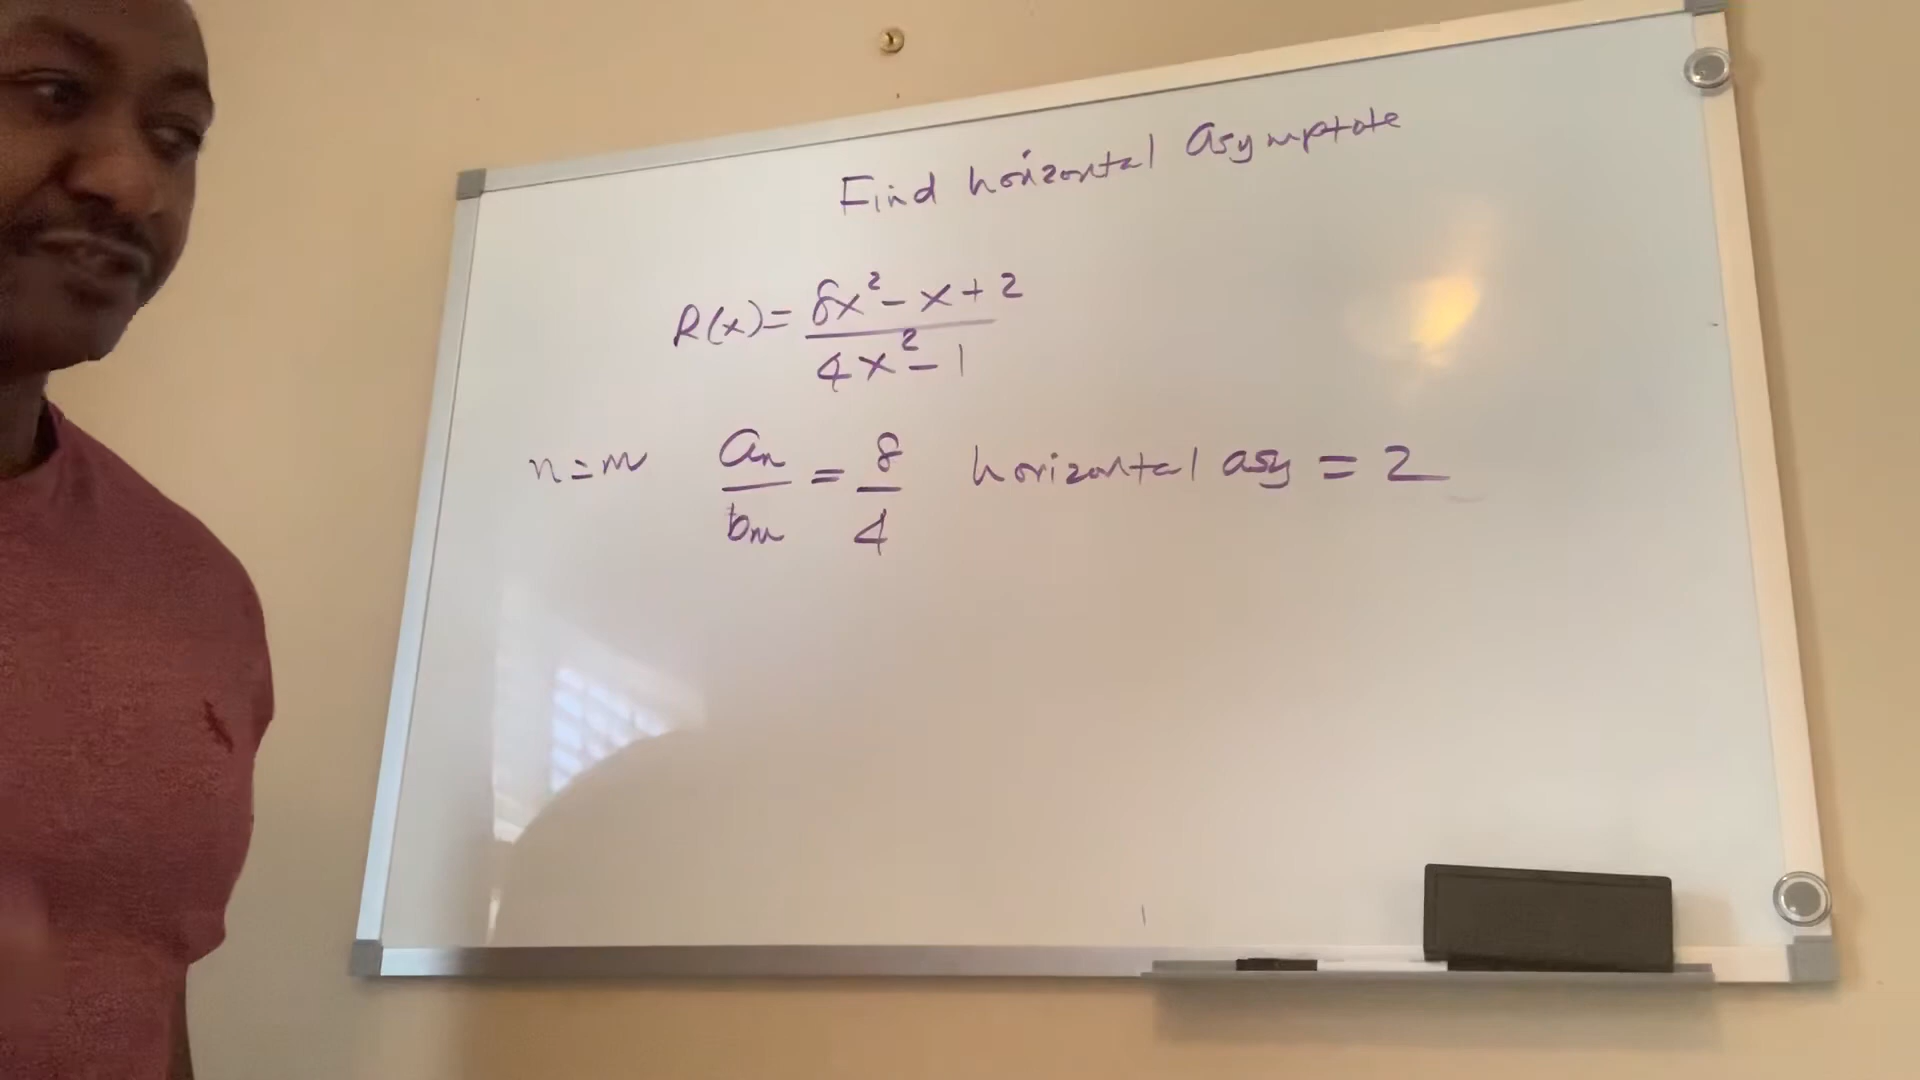 Find horizontal Asymptote
R(x) = 8x² - x + 2 / 4x² - 1
n = m aₙ/bₘ = 8/4 horizontal asy = 2